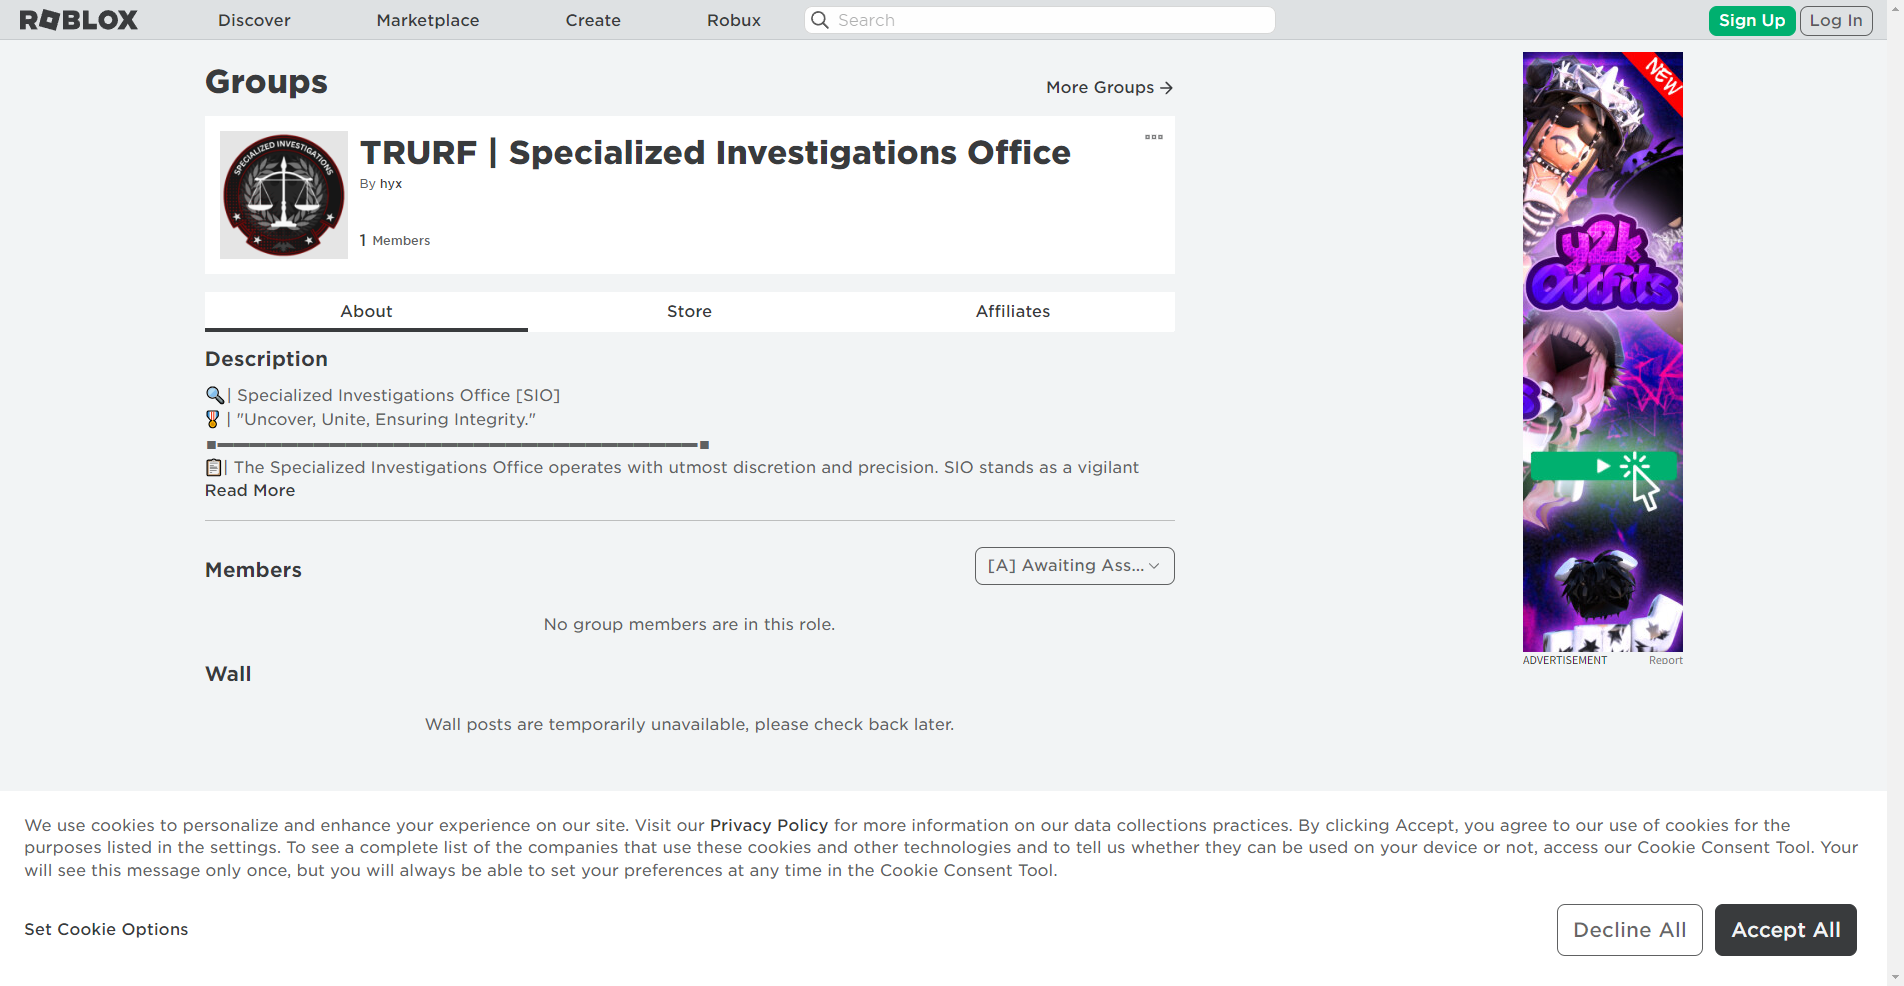 ROBLOX
Discover
Marketplace
Create
Robux
Search
Sign Up
Log In
Groups
More Groups
SPECIALIZED INVESTIGATIONS
TRURF | Specialized Investigations Office
By hyx
1 Members
About
Store
Affiliates
Description
🔍| Specialized Investigations Office [SIO]
🎖️| "Uncover, Unite, Ensuring Integrity."
📋| The Specialized Investigations Office operates with utmost discretion and precision. SIO stands as a vigilant
Read More
Members
[A] Awaiting Ass...
No group members are in this role.
Wall
Wall posts are temporarily unavailable, please check back later.
NEW
y2k
Outfits
ADVERTISEMENT
Report
We use cookies to personalize and enhance your experience on our site. Visit our Privacy Policy for more information on our data collections practices. By clicking Accept, you agree to our use of cookies for the
purposes listed in the settings. To see a complete list of the companies that use these cookies and other technologies and to tell us whether they can be used on your device or not, access our Cookie Consent Tool. Your
will see this message only once, but you will always be able to set your preferences at any time in the Cookie Consent Tool.
Set Cookie Options
Decline All
Accept All